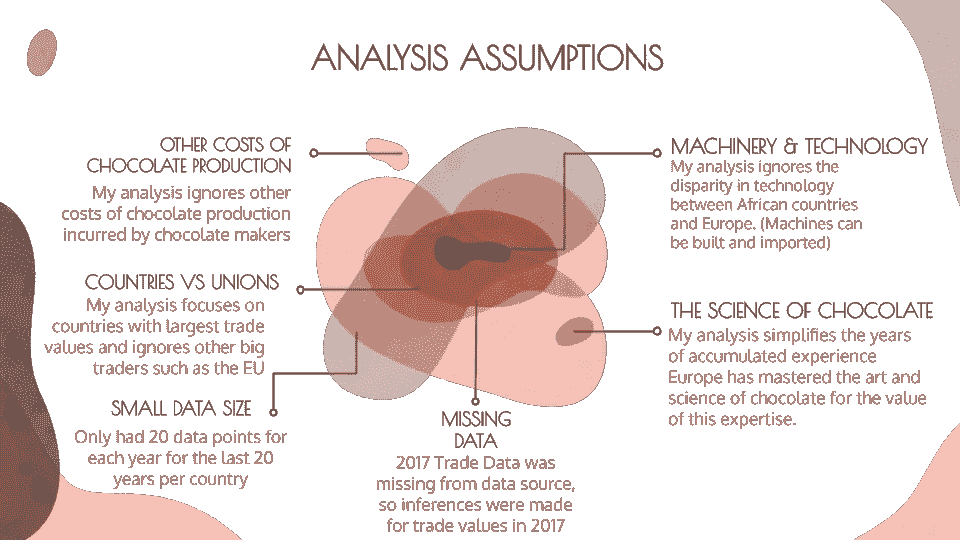 ANALYSIS ASSUMPTIONS
OTHER COSTS OF
CHOCOLATE PRODUCTION
My analysis ignores other
costs of chocolate production
incurred by chocolate makers
COUNTRIES VS UNIONS
My analysis focuses on
countries with largest trade
values and ignores other big
traders such as the EU
SMALL DATA SIZE
Only had 20 data points for
each year for the last 20
years per country
MISSING
DATA
2017 Trade Data was
missing from data source,
so inferences were made
for trade values in 2017
MACHINERY & TECHNOLOGY
My analysis ignores the
disparity in technology
between African countries
and Europe. (Machines can
be built and imported)
THE SCIENCE OF CHOCOLATE
My analysis simplifies the years
of accumulated experience
Europe has mastered the art and
science of chocolate for the value
of this expertise.